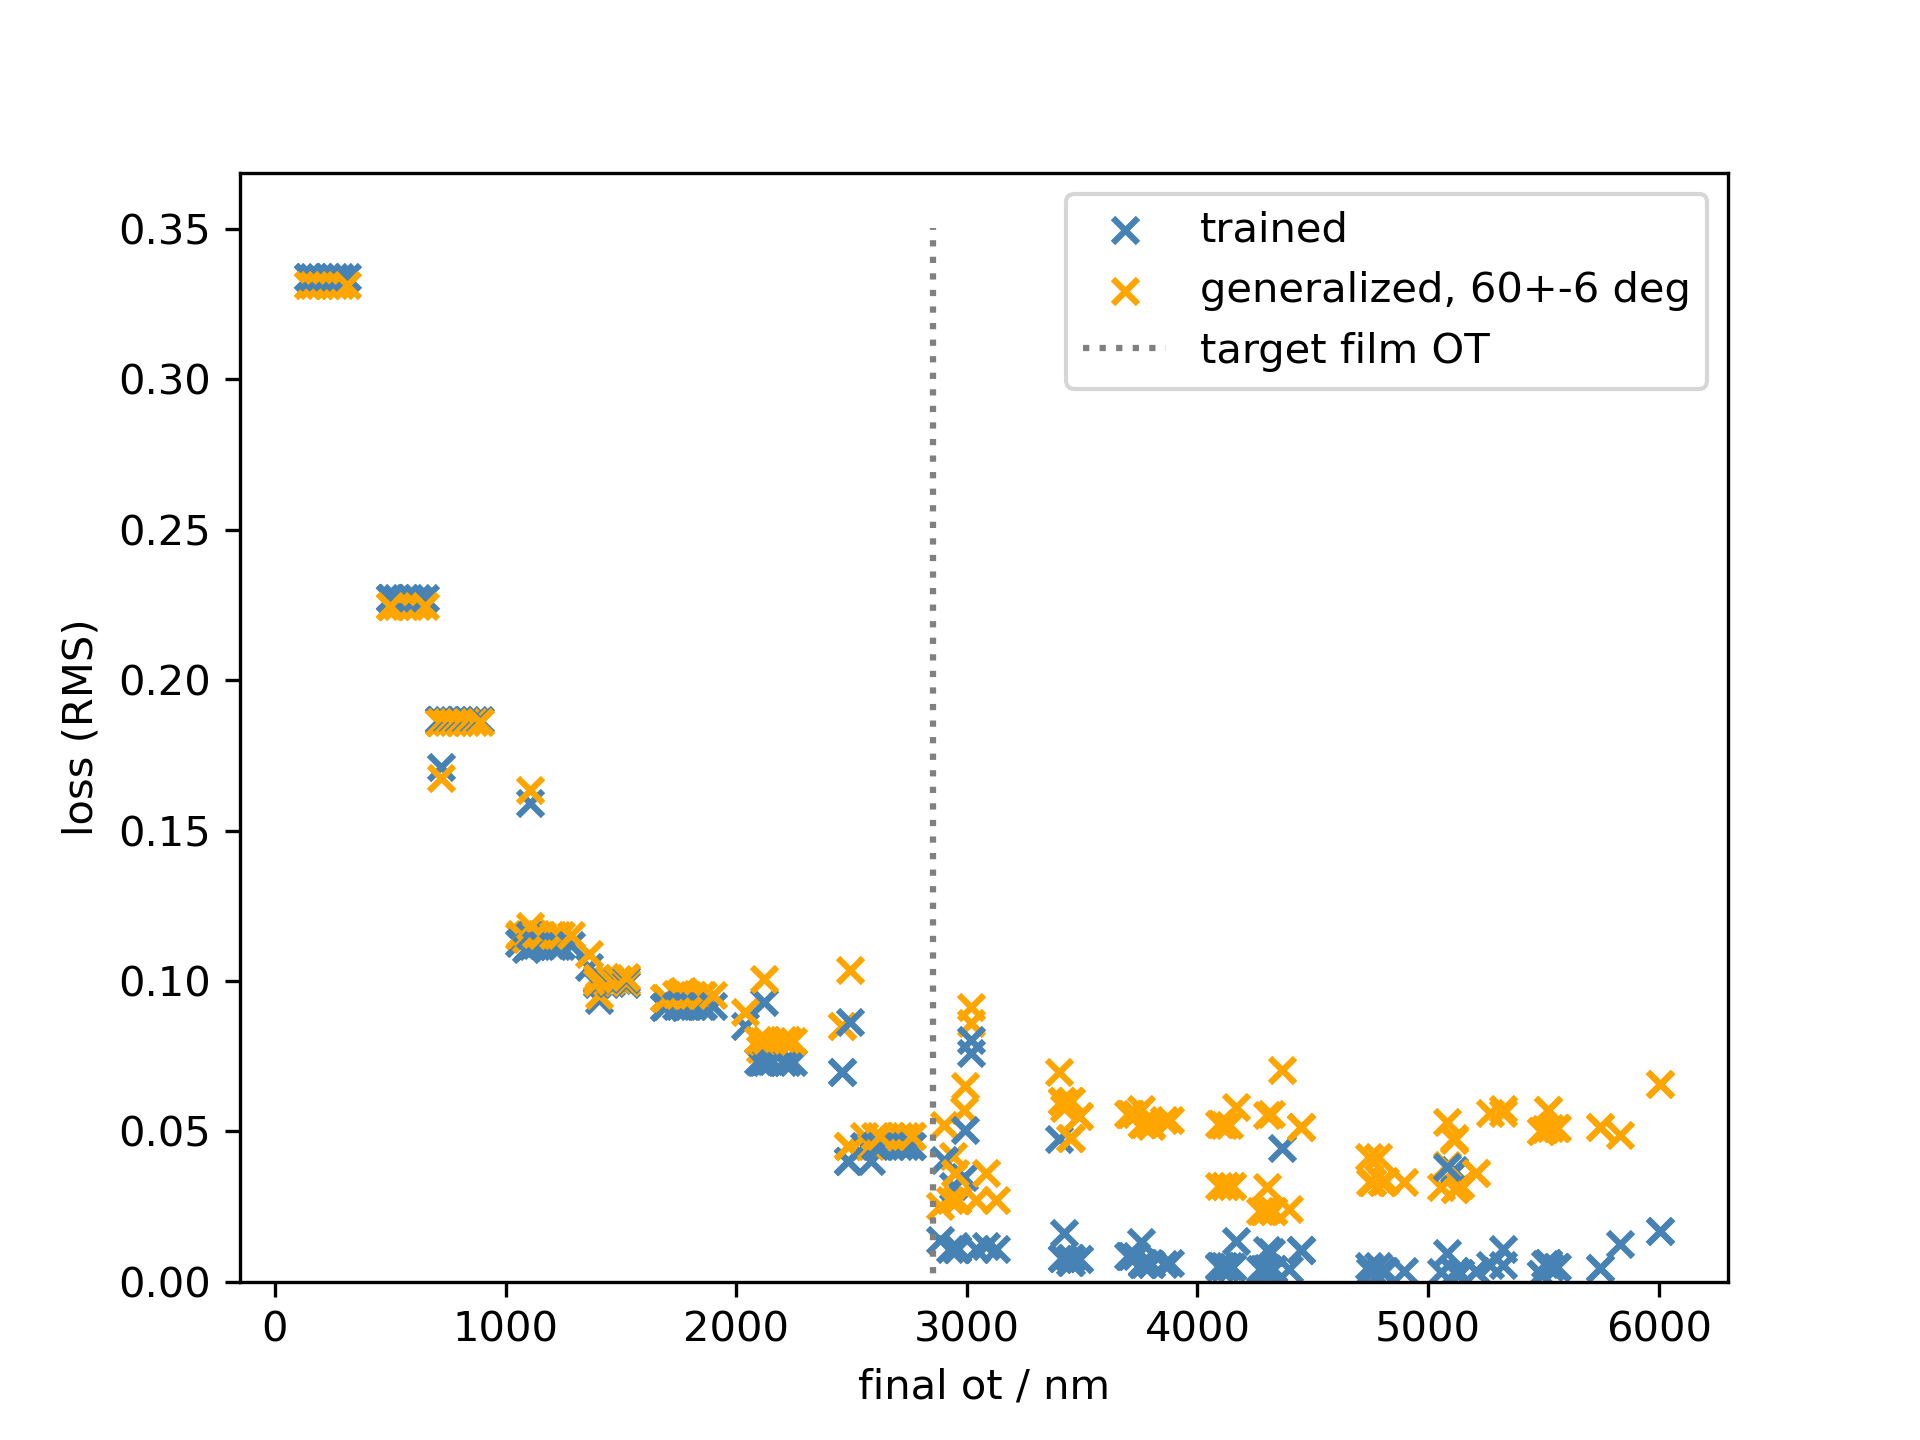 0.35
0.30
0.25
0.20
0.15
0.10
0.05
0.00
loss (RMS)
trained
generalized, 60+-6 deg
target film OT
0 1000 2000 3000 4000 5000 6000
final ot / nm